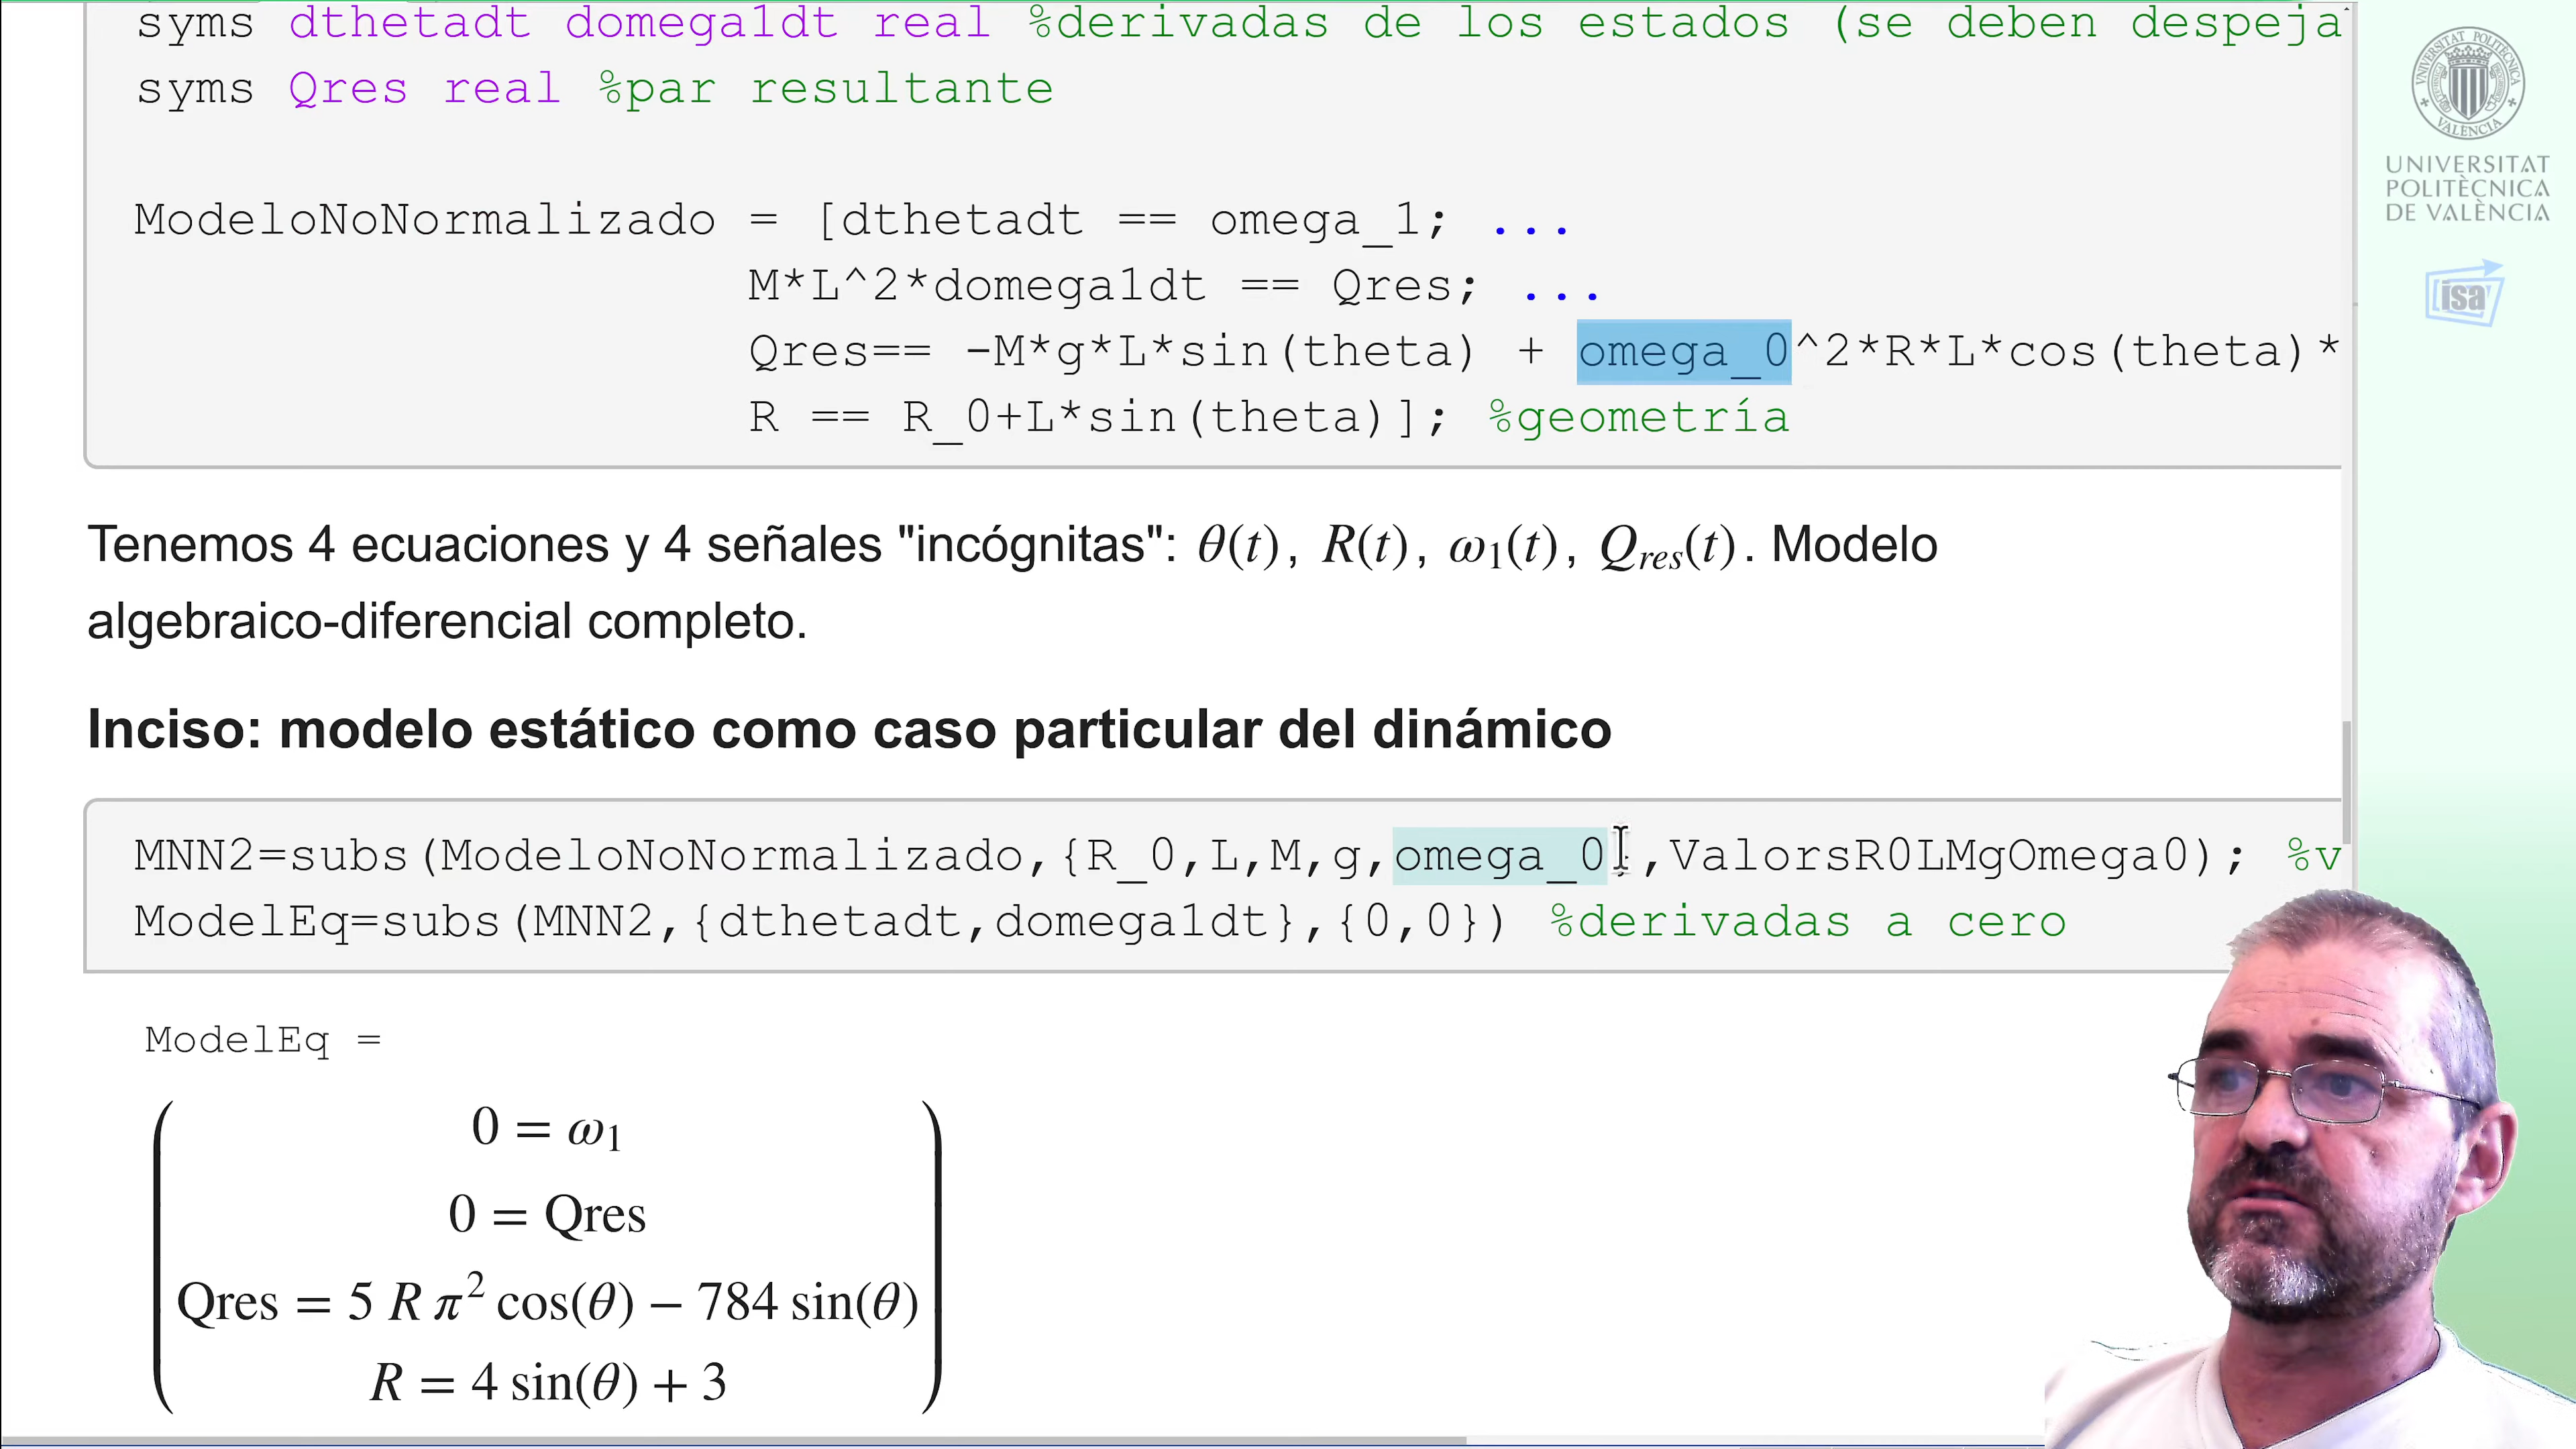 syms dthetadt domega1dt real %derivadas de los estados (se deben despeja
syms Qres real %par resultante
ModeloNoNormalizado = [dthetadt == omega_1; ...
M*L^2*domega1dt == Qres; ...
Qres== -M*g*L*sin(theta) + omega_0^2*R*L*cos(theta)*
R == R_0+L*sin(theta)]; %geometría
Tenemos 4 ecuaciones y 4 señales "incógnitas": θ(t), R(t), ω₁(t), Q_res(t). Modelo
algebraico-diferencial completo.
Inciso: modelo estático como caso particular del dinámico
MNN2=subs(ModeloNoNormalizado,{R_0,L,M,g,omega_0},ValorsR0LMgOmega0); %v
ModelEq=subs(MNN2,{dthetadt,domega1dt},{0,0}) %derivadas a cero
ModelEq =
0 = ω₁
0 = Qres
Qres = 5 R π² cos(θ) − 784 sin(θ)
R = 4 sin(θ) + 3
UNIVERSITAT POLITÈCNICA
VALÈNCIA
UNIVERSITAT
POLITÈCNICA
DE VALÈNCIA
isa